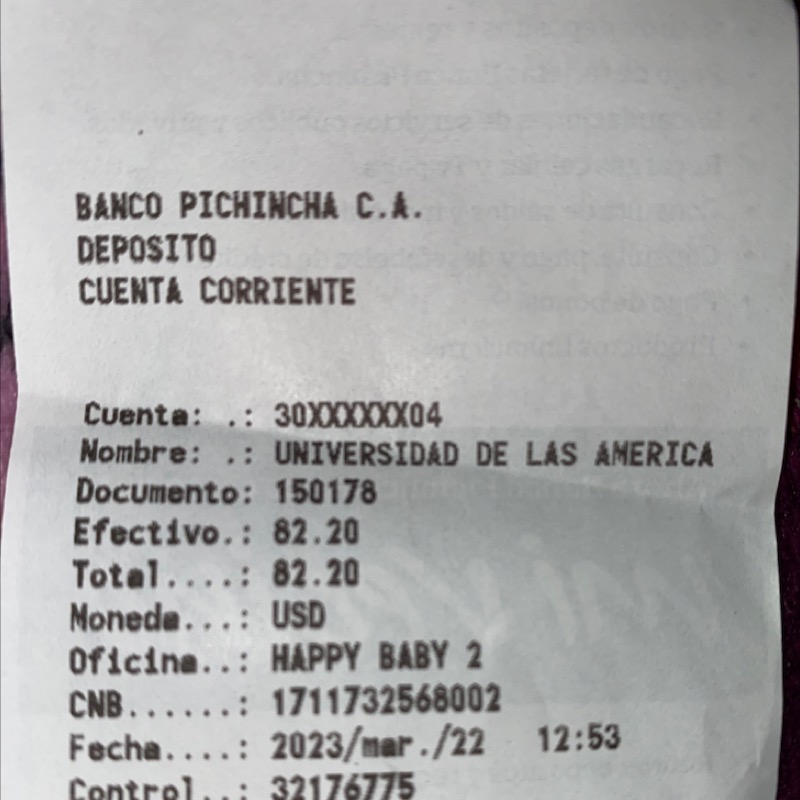 BANCO PICHINCHA C.A.
DEPOSITO
CUENTA CORRIENTE
Cuenta: .: 30XXXXXX04
Nombre: .: UNIVERSIDAD DE LAS AMERICA
Documento: 150178
Efectivo.: 82.20
Total....: 82.20
Moneda...: USD
Oficina..: HAPPY BABY 2
CNB......: 1711732568002
Fecha....: 2023/mar./22 12:53
Control..: 32176775